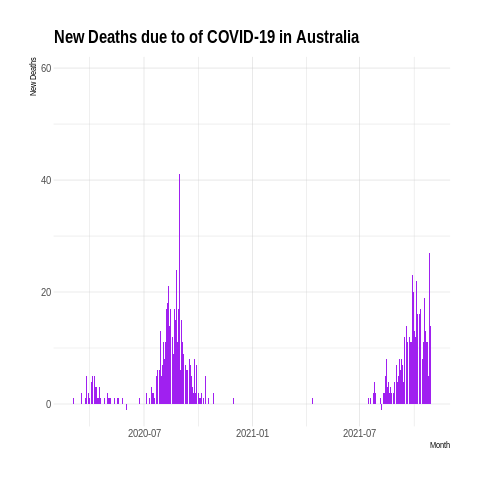 New Deaths due to of COVID-19 in Australia
New Deaths
60
40
20
0
2020-07
2021-01
2021-07
Month